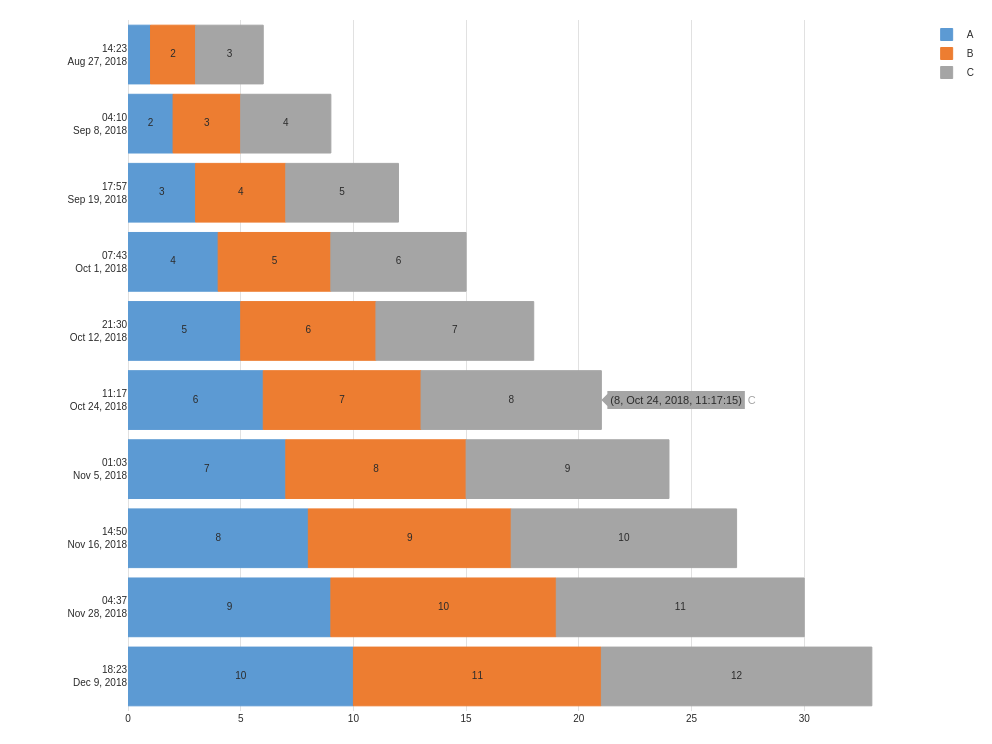 14:23
Aug 27, 2018
2 3
A
B
C
04:10
Sep 8, 2018
2 3 4
17:57
Sep 19, 2018
3 4 5
07:43
Oct 1, 2018
4 5 6
21:30
Oct 12, 2018
5 6 7
11:17
Oct 24, 2018
6 7 8
(8, Oct 24, 2018, 11:17:15) C
01:03
Nov 5, 2018
7 8 9
14:50
Nov 16, 2018
8 9 10
04:37
Nov 28, 2018
9 10 11
18:23
Dec 9, 2018
10 11 12
0 5 10 15 20 25 30